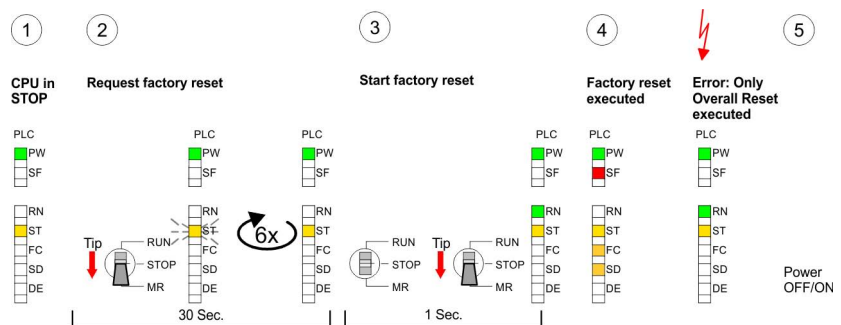 1
2
3
4
5
CPU in
STOP
Request factory reset
Start factory reset
Factory reset
executed
Error: Only
Overall Reset
executed
PLC
PW
SF
RN
ST
FC
SD
DE
Tip
RUN
STOP
MR
PLC
PW
SF
RN
ST
FC
SD
DE
6x
PLC
PW
SF
RN
ST
FC
SD
DE
30 Sec.
RUN
STOP
MR
Tip
RUN
STOP
MR
PLC
PW
SF
RN
ST
FC
SD
DE
1 Sec.
PLC
PW
SF
RN
ST
FC
SD
DE
PLC
PW
SF
RN
ST
FC
SD
DE
Power
OFF/ON